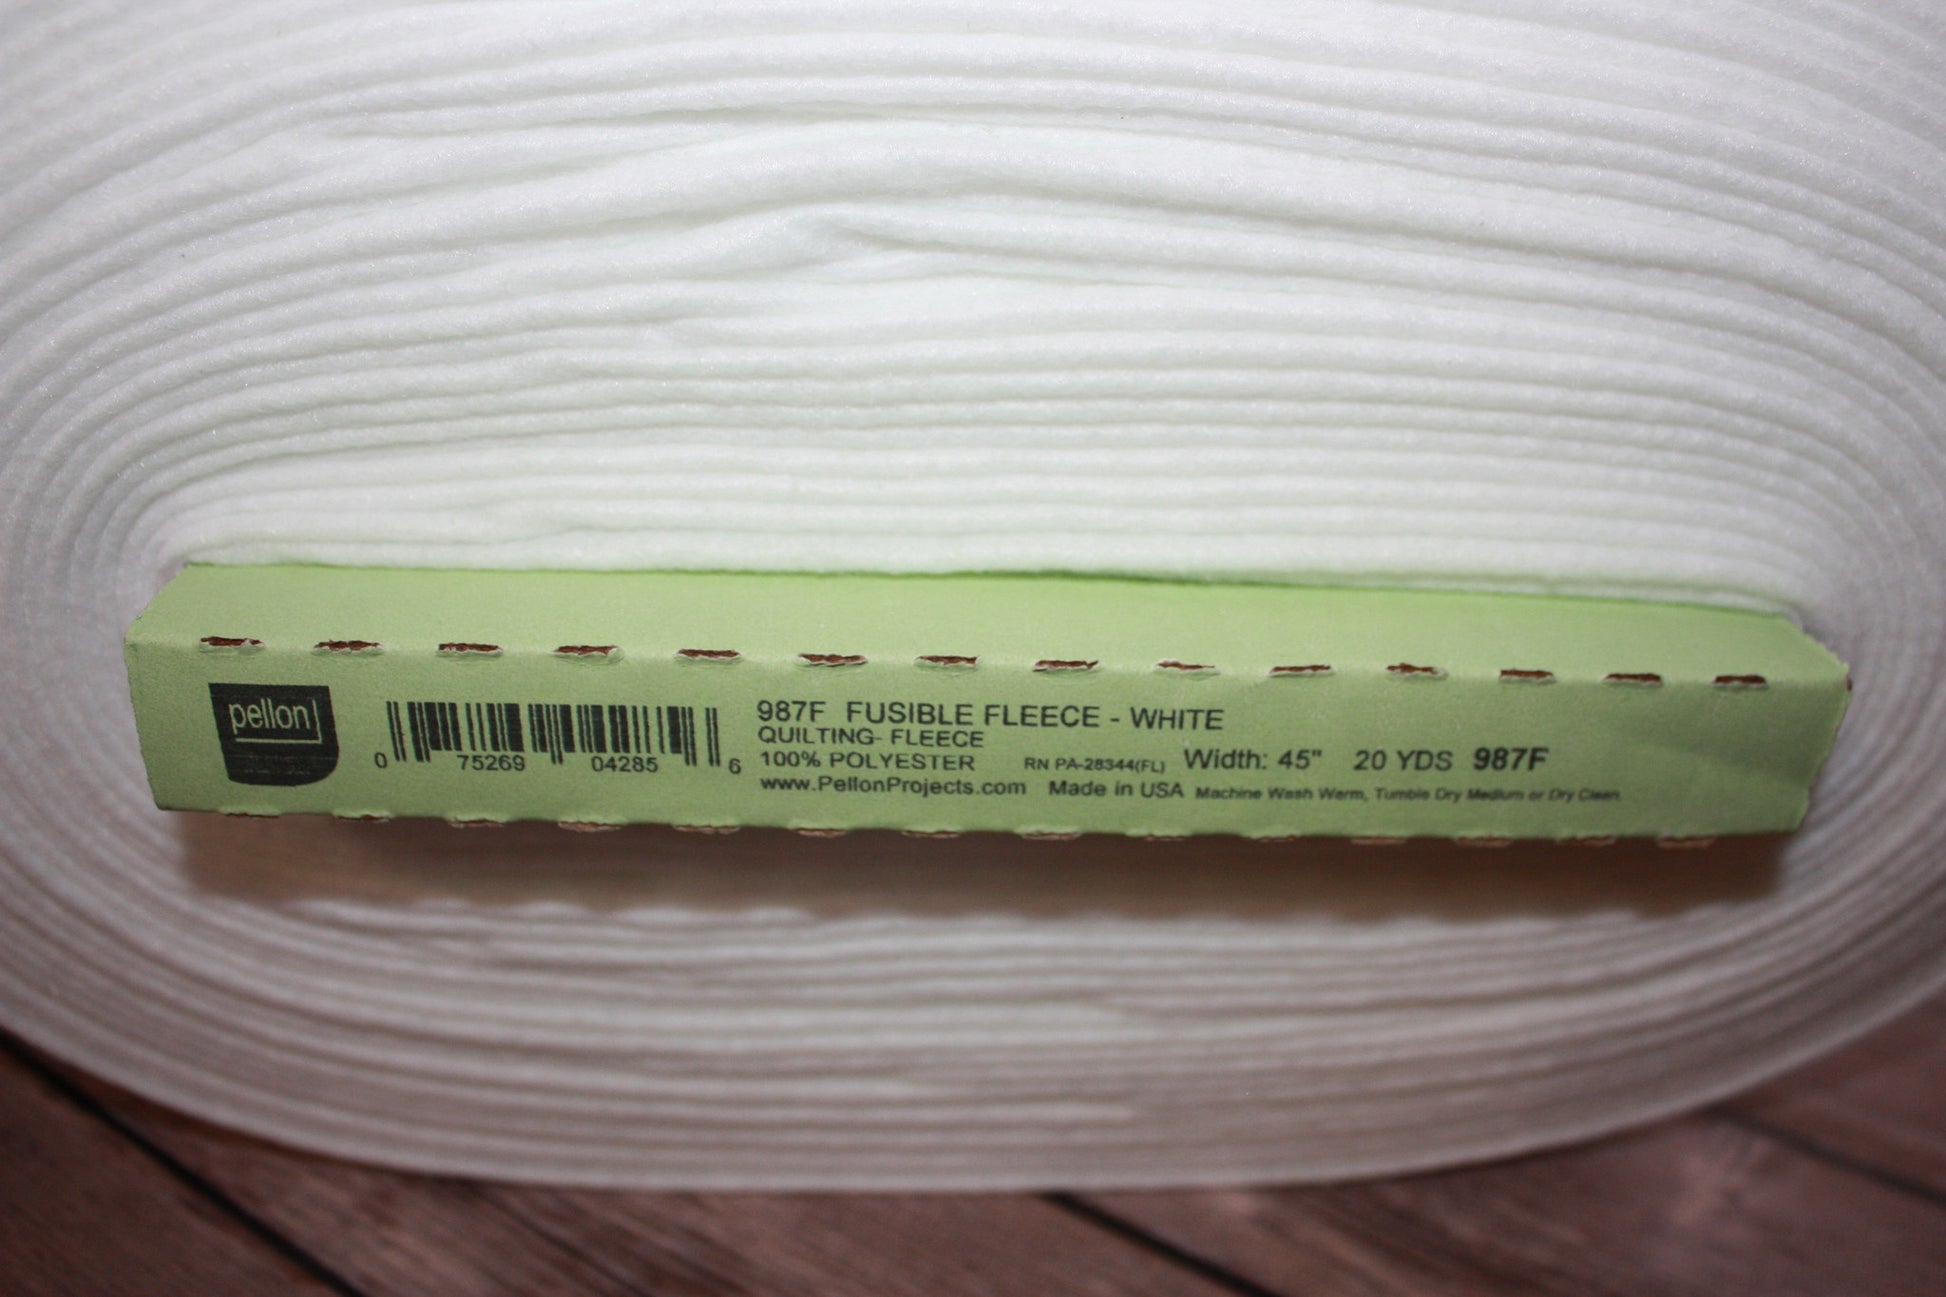 pellon
0 75269 04285 6
987F FUSIBLE FLEECE - WHITE
QUILTING- FLEECE
100% POLYESTER RN PA-28344(FL) Width: 45" 20 YDS 987F
www.PellonProjects.com Made in USA Machine Wash Warm, Tumble Dry Medium or Dry Clean.